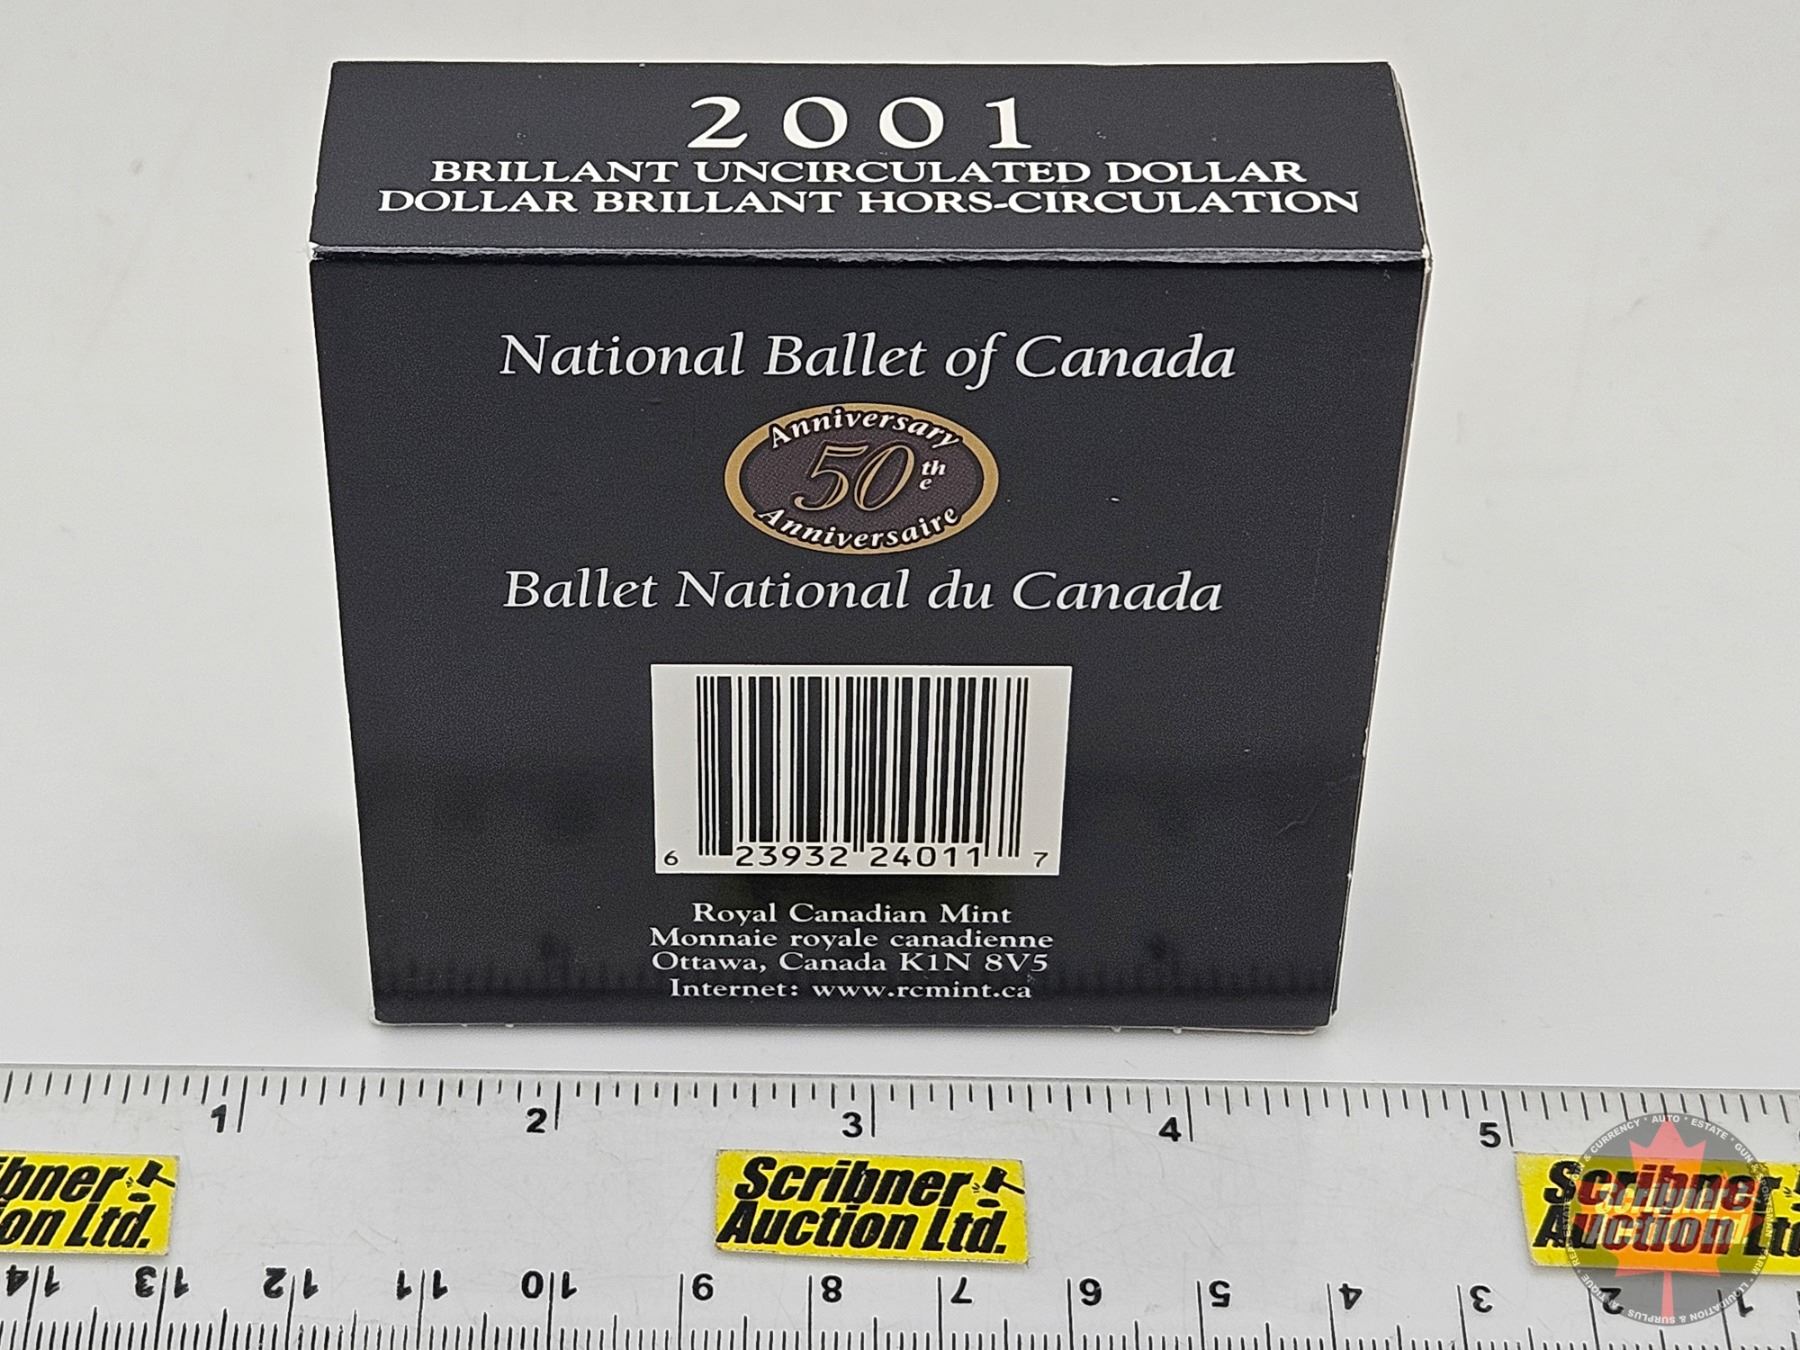 2001
BRILLANT UNCIRCULATED DOLLAR
DOLLAR BRILLANT HORS-CIRCULATION
National Ballet of Canada
Anniversary
50 th
e
Anniversaire
Ballet National du Canada
6 23932 24011 7
Royal Canadian Mint
Monnaie royale canadienne
Ottawa, Canada K1N 8V5
Internet: www.rcmint.ca
1 2 3 4 5
Scribner
Auction Ltd.
14 13 12 11 10 9 8 7 6 5 4 3 2 1